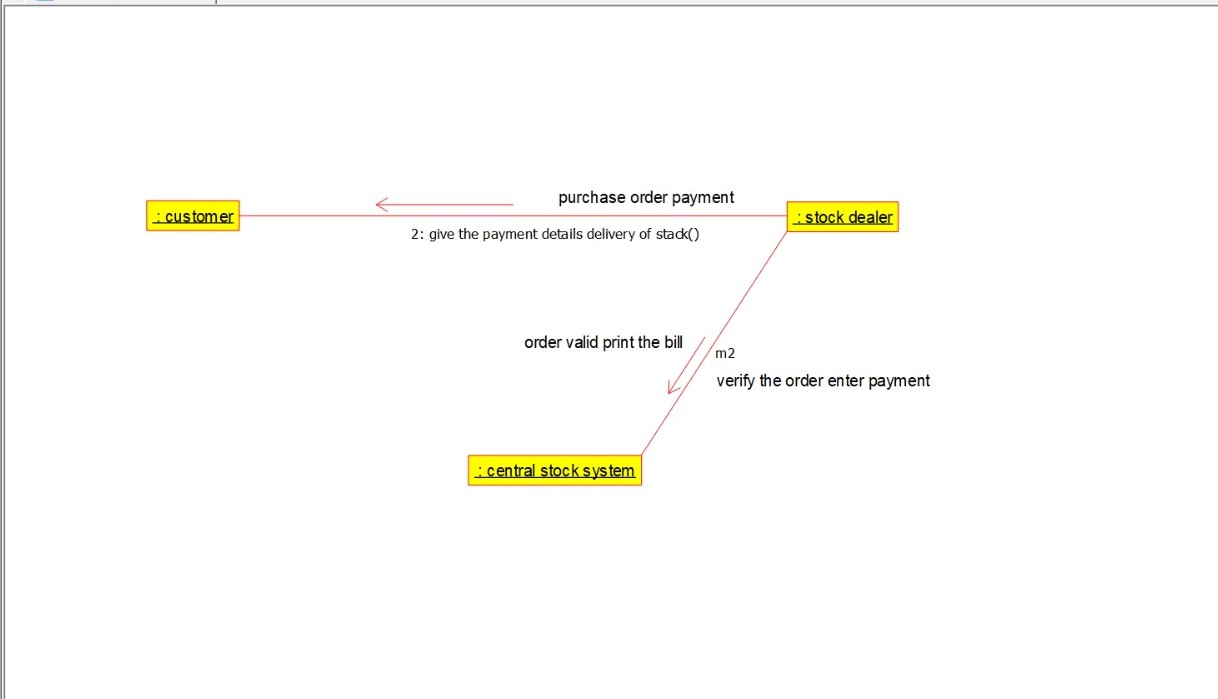 purchase order payment
: customer
: stock dealer
2: give the payment details delivery of stack()
order valid print the bill
m2
verify the order enter payment
: central stock system